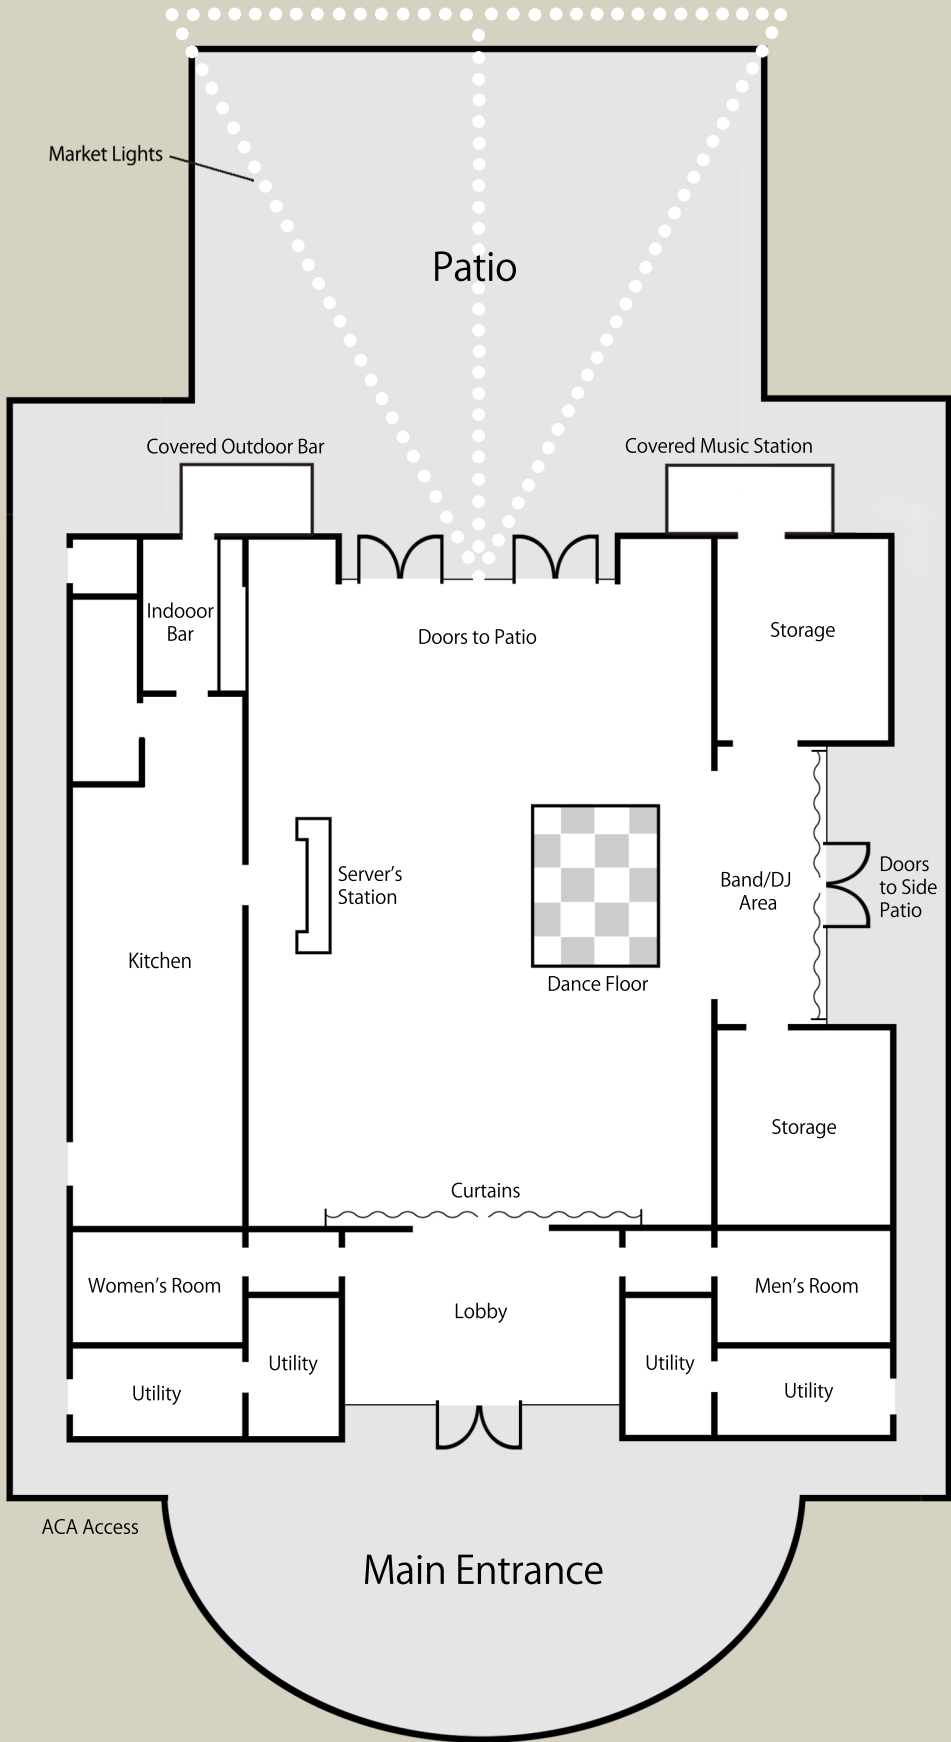 Market Lights
Patio
Covered Outdoor Bar
Covered Music Station
Indooor
Bar
Doors to Patio
Storage
Server's
Station
Band/DJ
Area
Doors
to Side
Patio
Kitchen
Dance Floor
Storage
Curtains
Women's Room
Lobby
Men's Room
Utility
Utility
Utility
Utility
ACA Access
Main Entrance